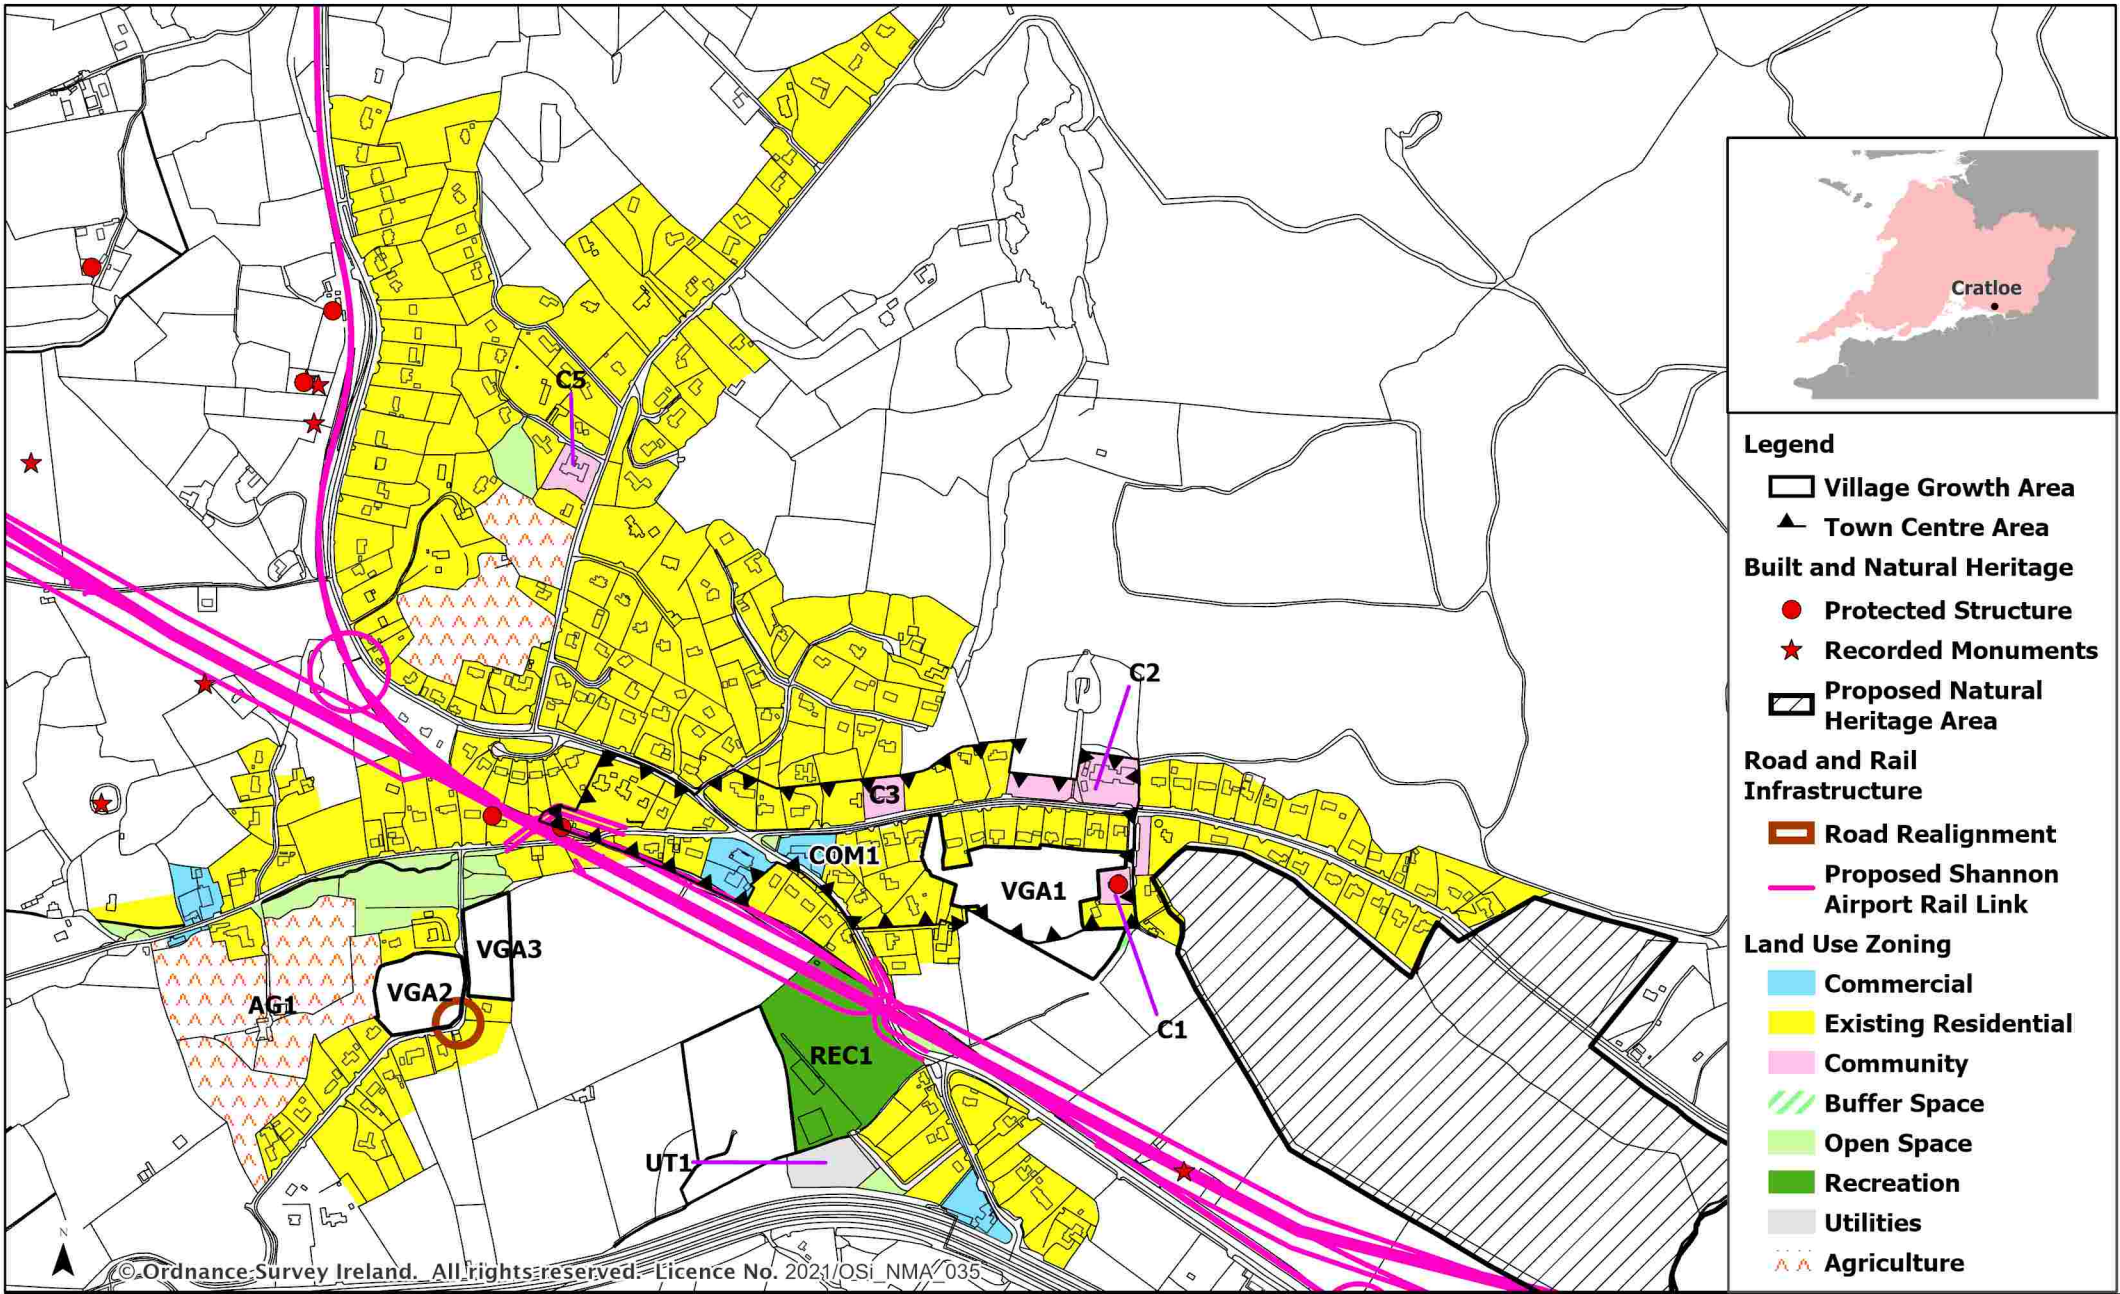 C5
C2
C3
COM1
VGA1
VGA3
VGA2
AG1
C1
REC1
UT1
N
© Ordnance Survey Ireland. All rights reserved. Licence No. 2021/OSi_NMA_035
Cratloe
Legend
Village Growth Area
Town Centre Area
Built and Natural Heritage
Protected Structure
Recorded Monuments
Proposed Natural
Heritage Area
Road and Rail
Infrastructure
Road Realignment
Proposed Shannon
Airport Rail Link
Land Use Zoning
Commercial
Existing Residential
Community
Buffer Space
Open Space
Recreation
Utilities
Agriculture